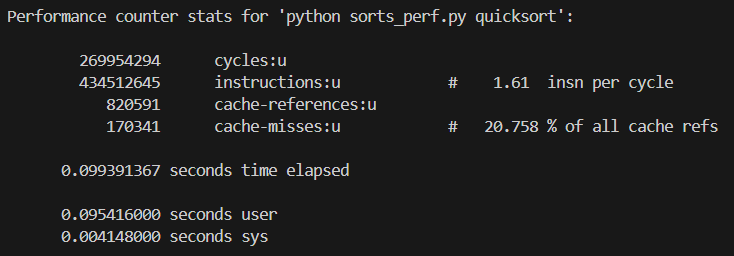 Performance counter stats for 'python sorts_perf.py quicksort':
269954294 cycles:u
434512645 instructions:u # 1.61 insn per cycle
820591 cache-references:u
170341 cache-misses:u # 20.758 % of all cache refs
0.099391367 seconds time elapsed
0.095416000 seconds user
0.004148000 seconds sys